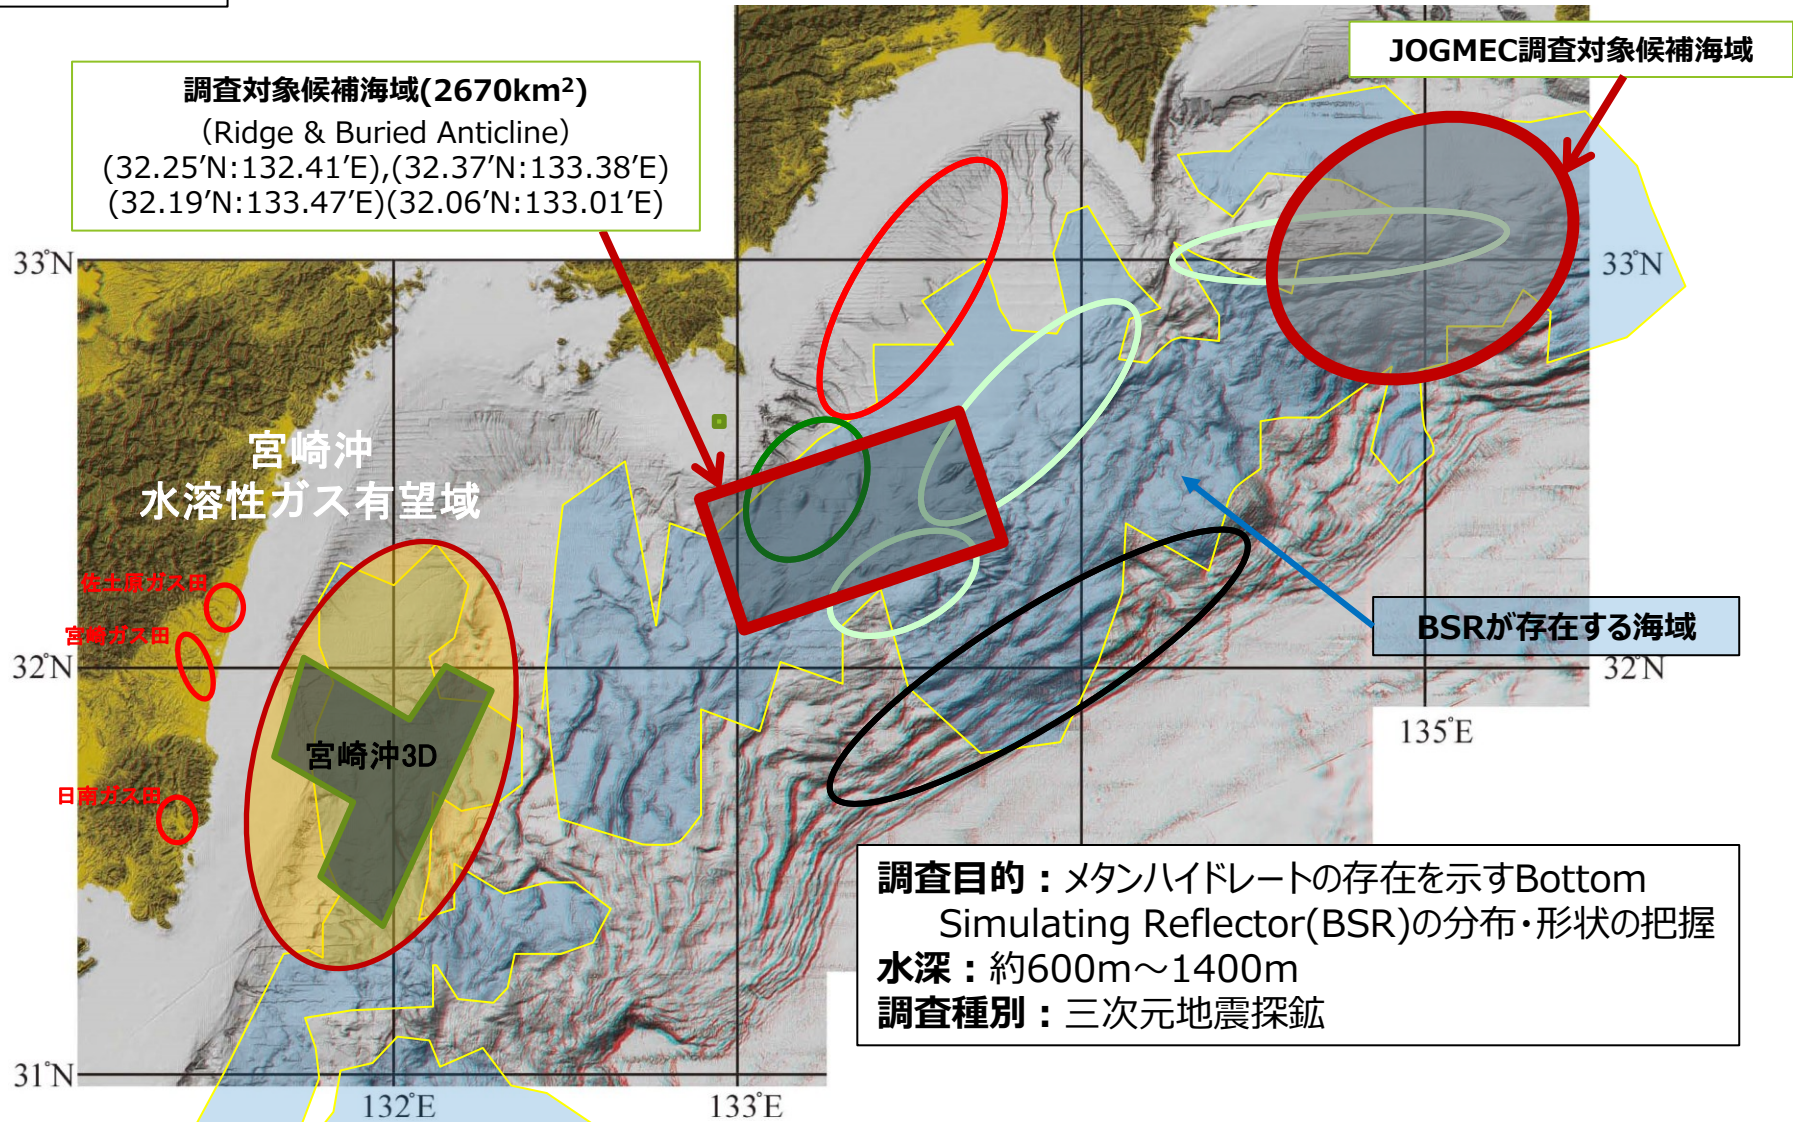 JOGMEC調査対象候補海域
調査対象候補海域(2670km²)
（Ridge & Buried Anticline）
(32.25′N:132.41′E),(32.37′N:133.38′E)
(32.19′N:133.47′E)(32.06′N:133.01′E)
33°N
33°N
宮崎沖
水溶性ガス有望域
佐土原ガス田
宮崎ガス田
BSRが存在する海域
32°N
32°N
135°E
宮崎沖3D
日南ガス田
調査目的：メタンハイドレートの存在を示すBottom
Simulating Reflector(BSR)の分布・形状の把握
水深：約600m～1400m
調査種別：三次元地震探鉱
31°N
132°E
133°E